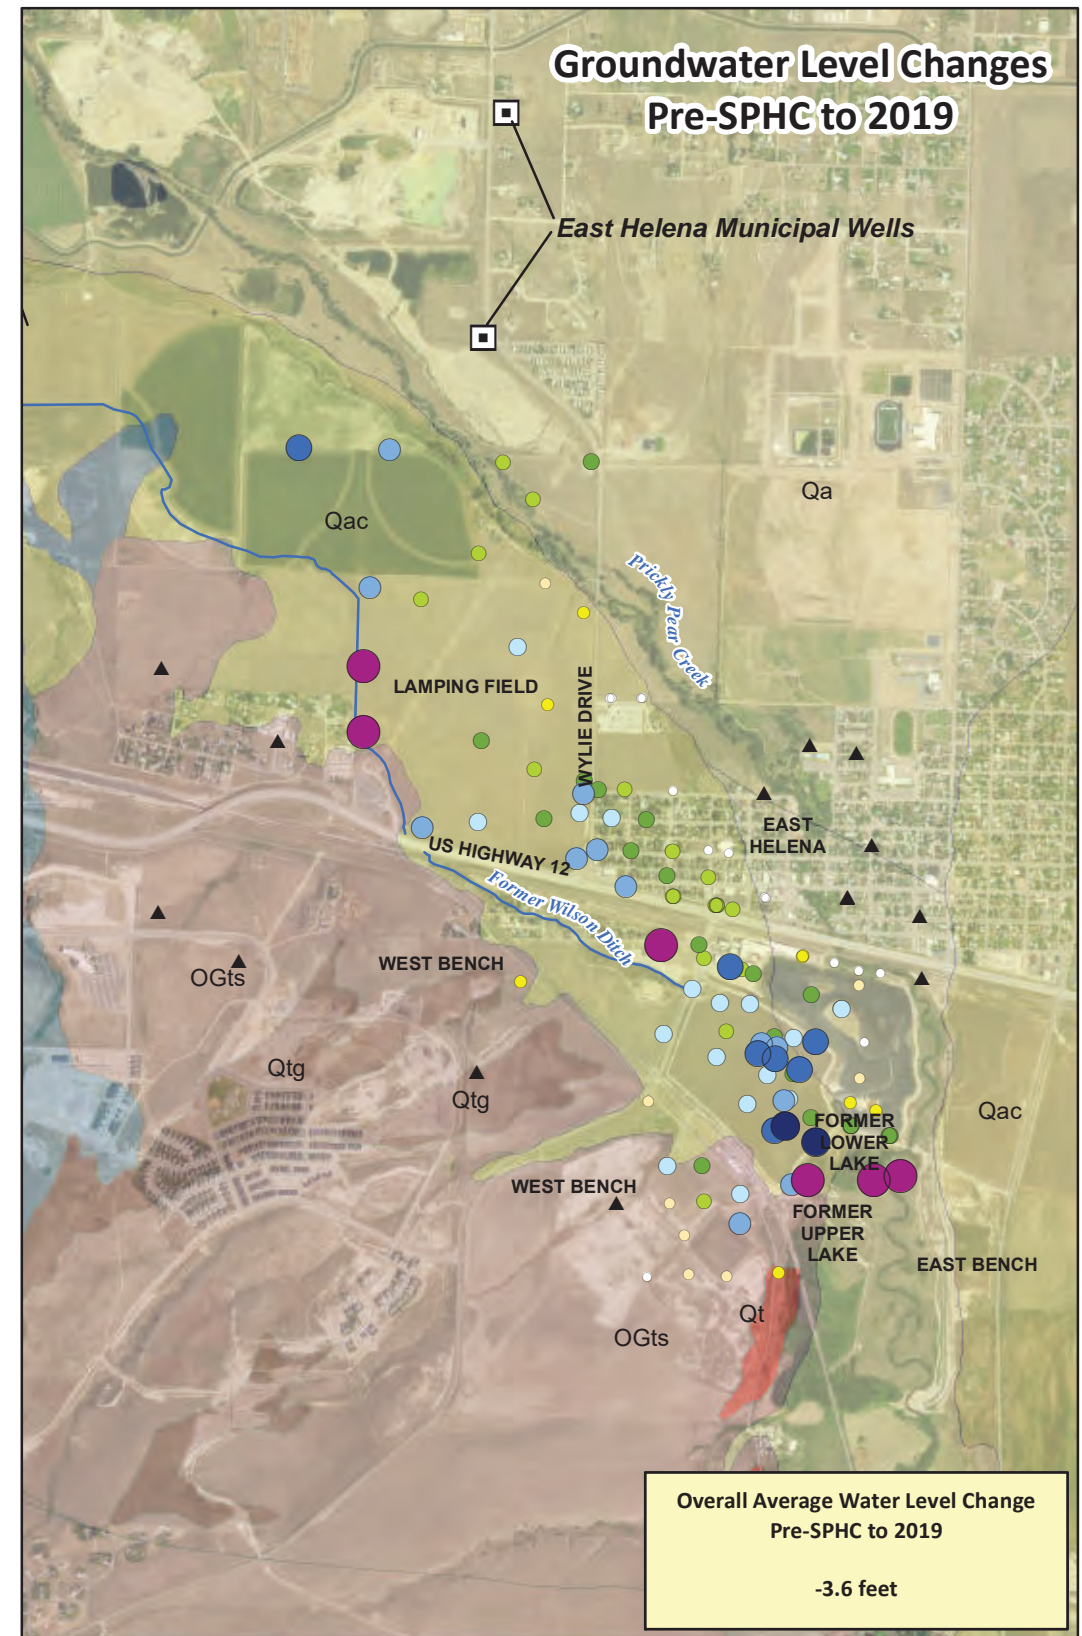 Groundwater Level Changes
Pre-SPHC to 2019
East Helena Municipal Wells
Qa
Qac
Prickly Pear Creek
LAMPING FIELD
WYLIE DRIVE
EAST
HELENA
US HIGHWAY 12
Former Wilson Ditch
WEST BENCH
OGts
Qtg
Qtg
Qac
FORMER
LOWER
LAKE
WEST BENCH
FORMER
UPPER
LAKE
EAST BENCH
Qt
OGts
Overall Average Water Level Change
Pre-SPHC to 2019
-3.6 feet